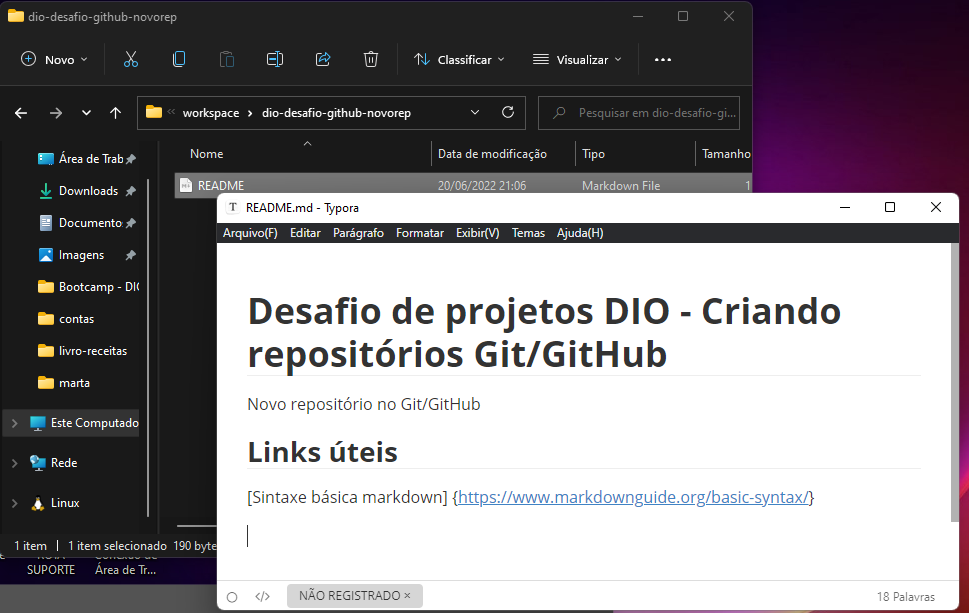 dio-desafio-github-novorep
Novo
Classificar
Visualizar
workspace > dio-desafio-github-novorep
Pesquisar em dio-desafio-gi...
Nome
Data de modificação
Tipo
Tamanho
Área de Trab
Downloads
Documento
Imagens
Bootcamp - DIO
contas
livro-receitas
marta
Este Computado
Rede
Linux
README
20/06/2022 21:06
Markdown File
1
1 item
1 item selecionado
190 byte
SUPORTE
Área de Tr...
T
README.md - Typora
Arquivo(F)
Editar
Parágrafo
Formatar
Exibir(V)
Temas
Ajuda(H)
Desafio de projetos DIO - Criando
repositórios Git/GitHub
Novo repositório no Git/GitHub
Links úteis
[Sintaxe básica markdown] {https://www.markdownguide.org/basic-syntax/}
</>
NÃO REGISTRADO ×
18 Palavras